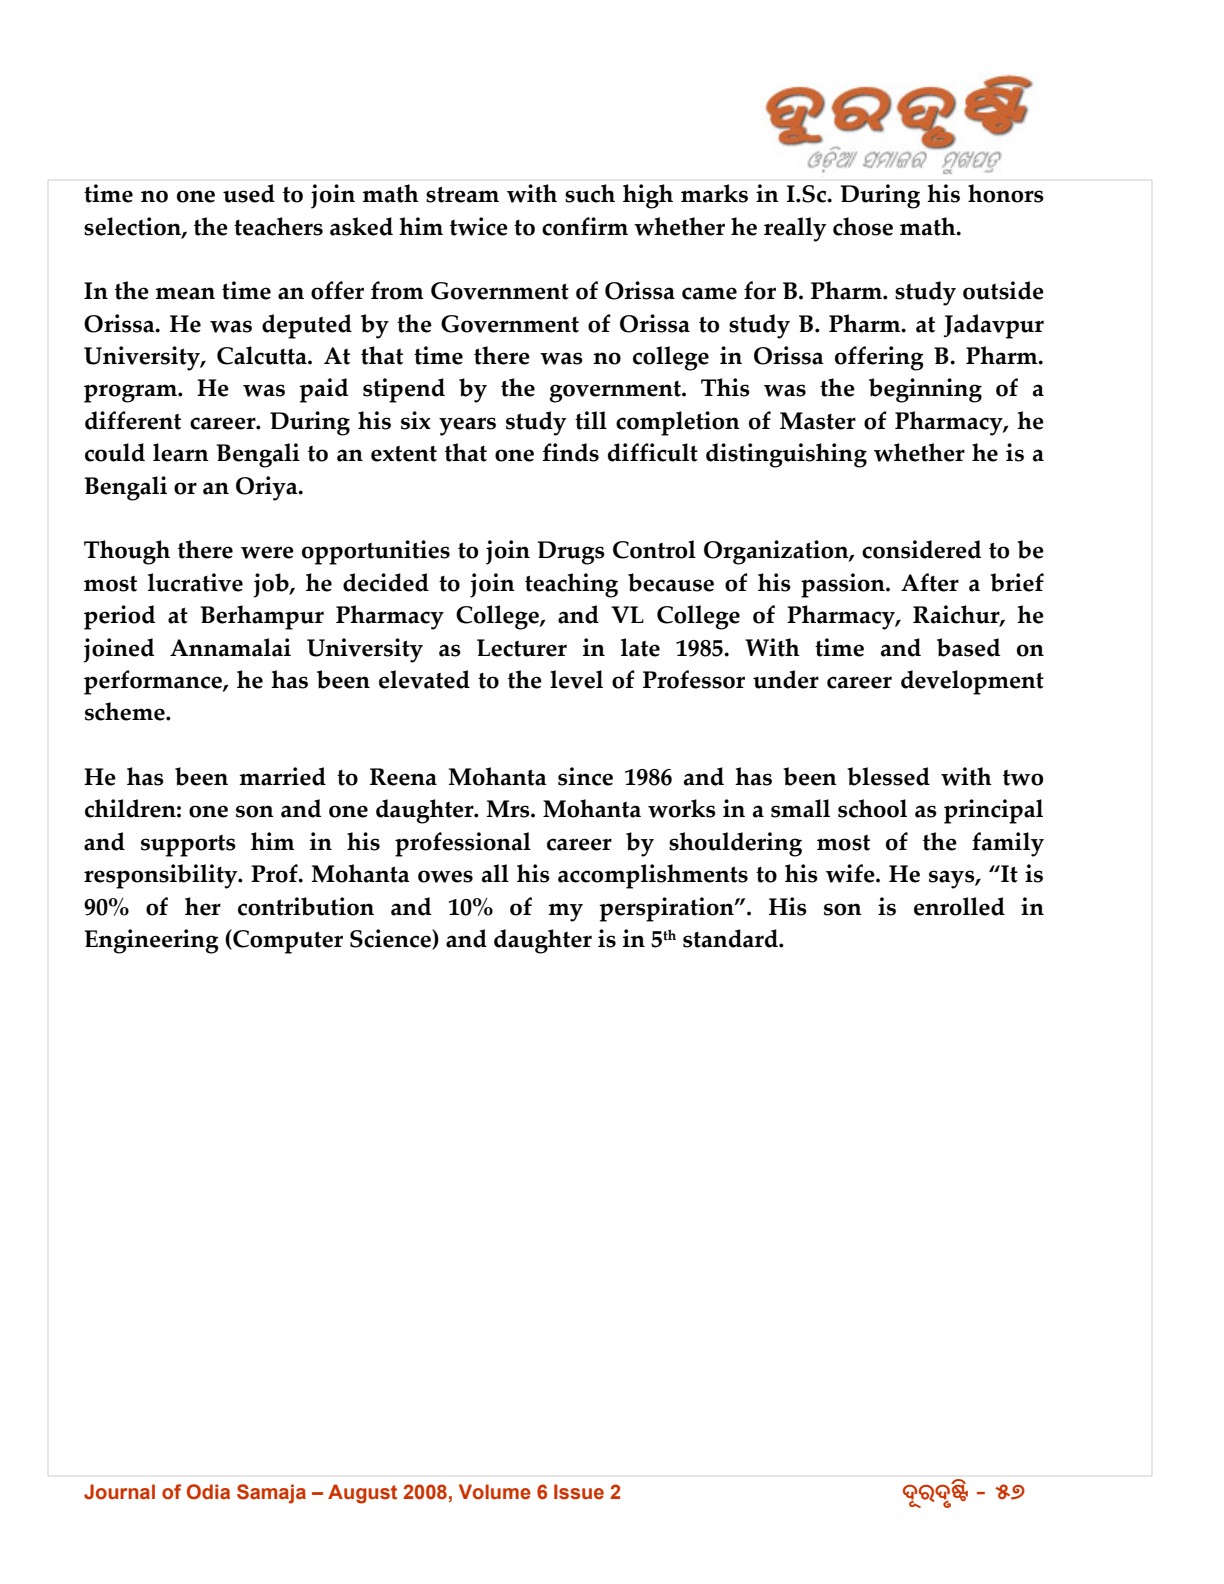 ଦୁରଦୃଷ୍ଟି
ଓଡ଼ିଆ ସମାଜର ମୁଖପତ୍ର
time no one used to join math stream with such high marks in I.Sc. During his honors
selection, the teachers asked him twice to confirm whether he really chose math.
In the mean time an offer from Government of Orissa came for B. Pharm. study outside
Orissa. He was deputed by the Government of Orissa to study B. Pharm. at Jadavpur
University, Calcutta. At that time there was no college in Orissa offering B. Pharm.
program. He was paid stipend by the government. This was the beginning of a
different career. During his six years study till completion of Master of Pharmacy, he
could learn Bengali to an extent that one finds difficult distinguishing whether he is a
Bengali or an Oriya.
Though there were opportunities to join Drugs Control Organization, considered to be
most lucrative job, he decided to join teaching because of his passion. After a brief
period at Berhampur Pharmacy College, and VL College of Pharmacy, Raichur, he
joined Annamalai University as Lecturer in late 1985. With time and based on
performance, he has been elevated to the level of Professor under career development
scheme.
He has been married to Reena Mohanta since 1986 and has been blessed with two
children: one son and one daughter. Mrs. Mohanta works in a small school as principal
and supports him in his professional career by shouldering most of the family
responsibility. Prof. Mohanta owes all his accomplishments to his wife. He says, “It is
90% of her contribution and 10% of my perspiration”. His son is enrolled in
Engineering (Computer Science) and daughter is in 5th standard.
Journal of Odia Samaja – August 2008, Volume 6 Issue 2
ଦୂରଦୃଷ୍ଟି - ୫୭